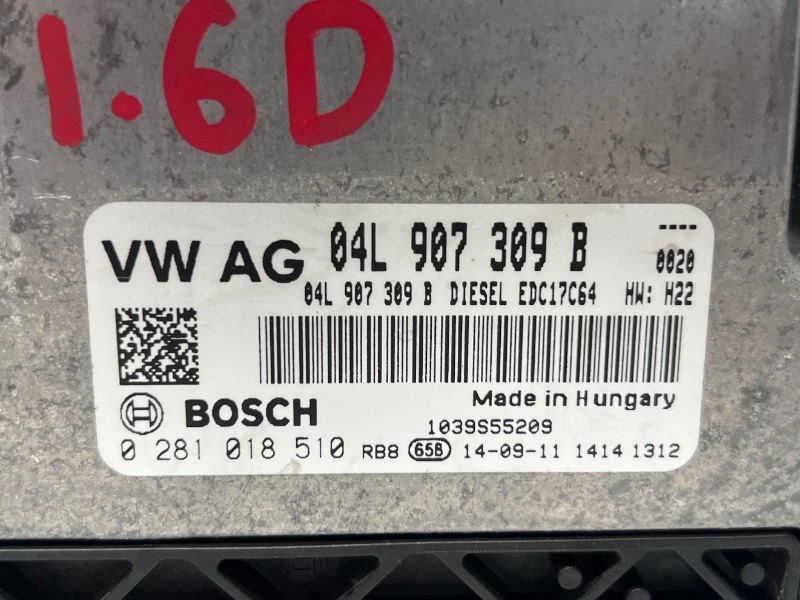 1.6D
VW AG 04L 907 309 B ----
0020
04L 907 309 B DIESEL EDC17C64 HW: H22
Made in Hungary
BOSCH 1039S55209
0 281 018 510 RB8 658 14-09-11 1414 1312